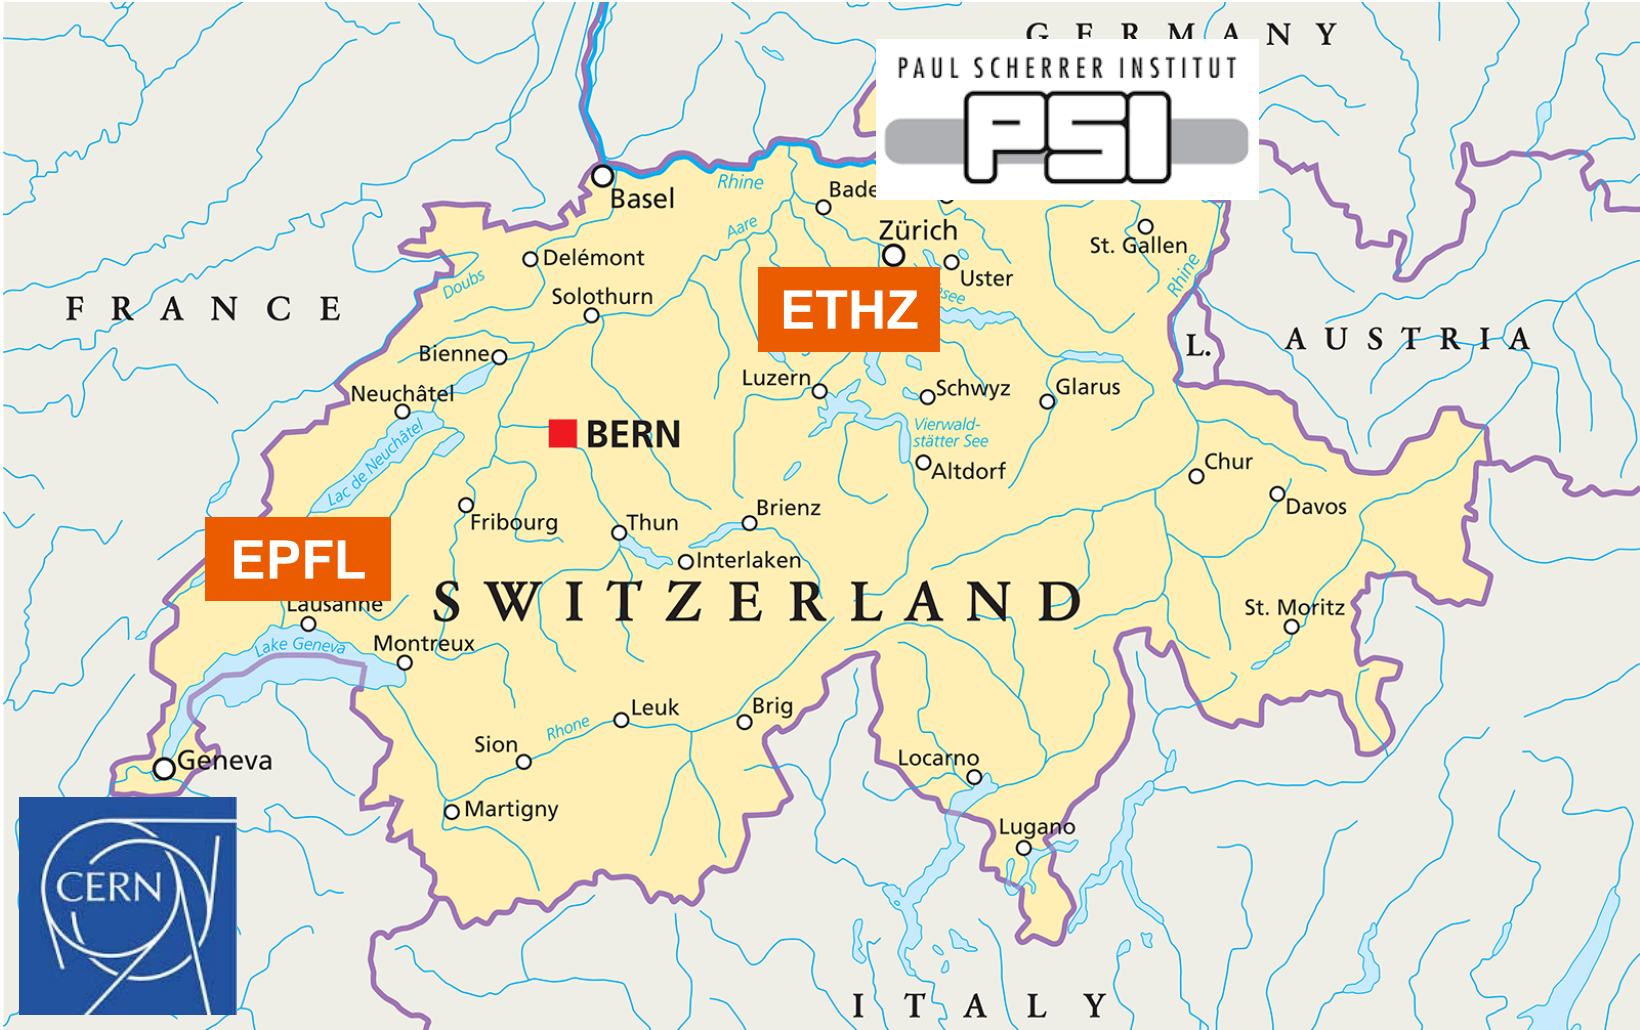 GERMANY
PAUL SCHERRER INSTITUT
PSI
Rhine
Basel
Bade
Aare
Zürich
St. Gallen
Delémont
Uster
Rhine
Doubs
Solothurn
see
FRANCE
ETHZ
L.
AUSTRIA
Bienne
Luzern
Schwyz
Glarus
Neuchâtel
Vierwald-
stätter See
BERN
Lac de Neuchâtel
Altdorf
Chur
Davos
Fribourg
Thun
Brienz
Interlaken
EPFL
SWITZERLAND
Lausanne
St. Moritz
Lake Geneva
Montreux
Leuk
Brig
Rhone
Sion
Geneva
Locarno
Martigny
Lugano
CERN
ITALY